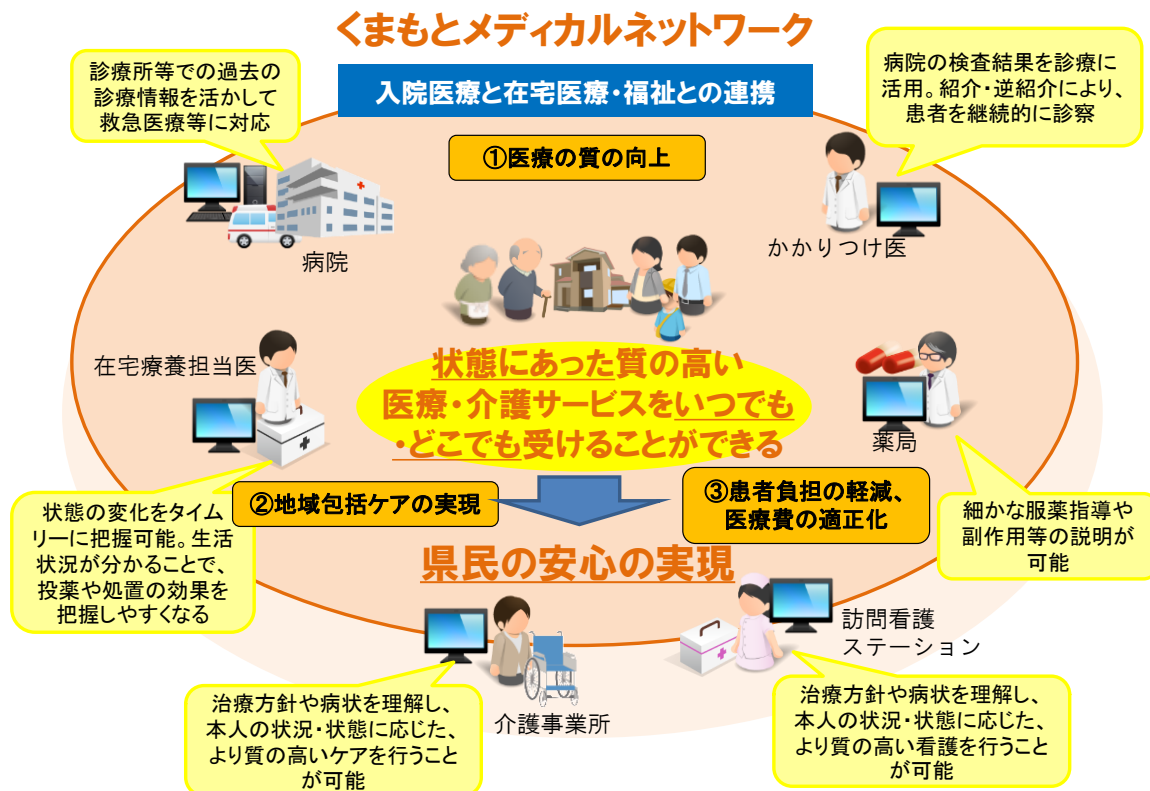 くまもとメディカルネットワーク
入院医療と在宅医療・福祉との連携
診療所等での過去の
診療情報を活かして
救急医療等に対応
病院の検査結果を診療に
活用。紹介・逆紹介により、
患者を継続的に診察
①医療の質の向上
病院
かかりつけ医
在宅療養担当医
状態にあった質の高い
医療・介護サービスをいつでも
・どこでも受けることができる
薬局
②地域包括ケアの実現
③患者負担の軽減、
医療費の適正化
状態の変化をタイム
リーに把握可能。生活
状況が分かることで、
投薬や処置の効果を
把握しやすくなる
細かな服薬指導や
副作用等の説明が
可能
県民の安心の実現
訪問看護
ステーション
介護事業所
治療方針や病状を理解し、
本人の状況・状態に応じた、
より質の高いケアを行うこと
が可能
治療方針や病状を理解し、
本人の状況・状態に応じた、
より質の高い看護を行うこと
が可能